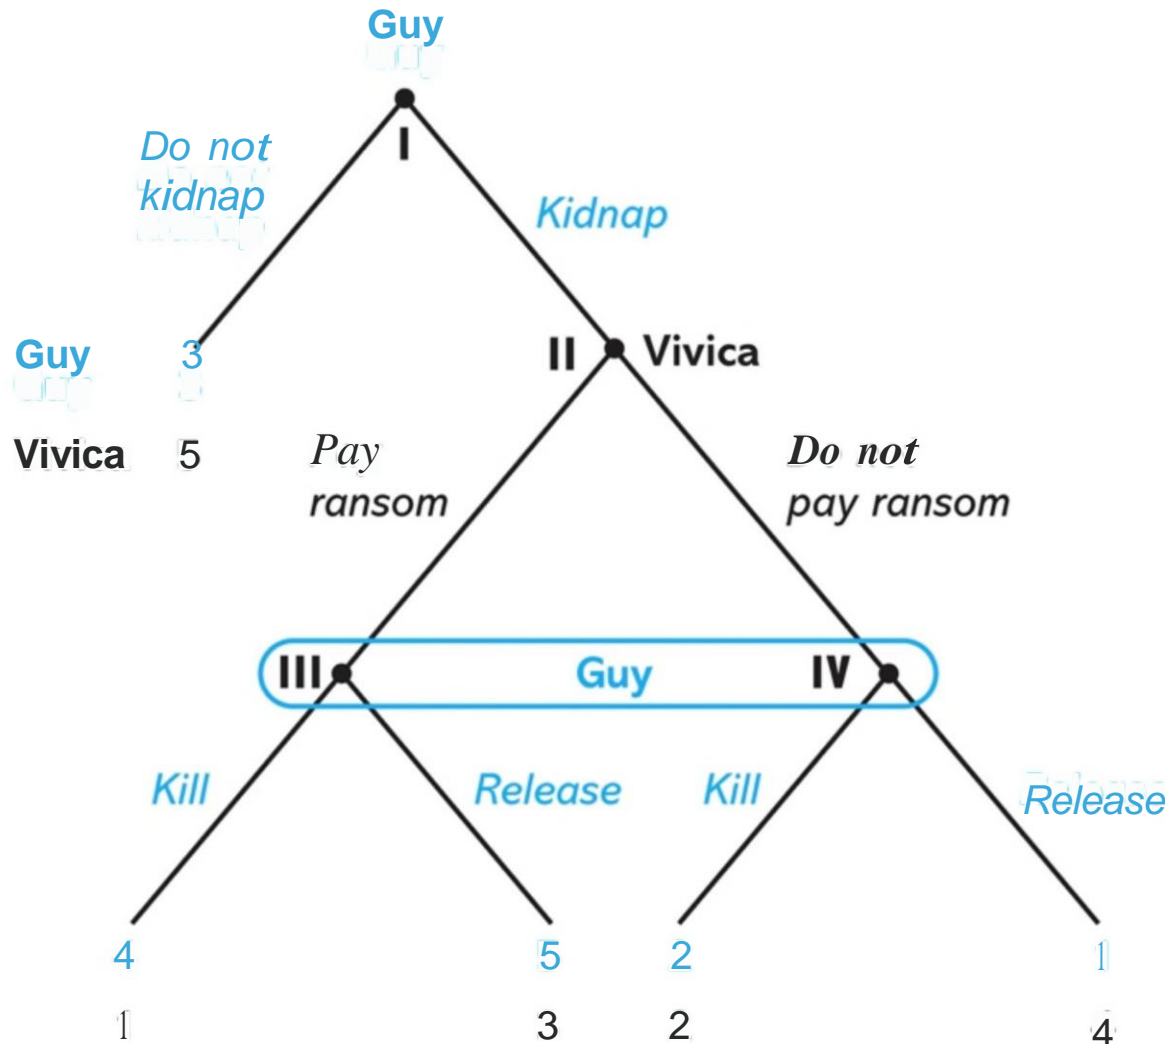 Guy
I
Do not
kidnap
Kidnap
Guy 3
II Vivica
Vivica 5
Pay
ransom
Do not
pay ransom
III Guy IV
Kill Release Kill Release
4 5 2 1
1 3 2 4